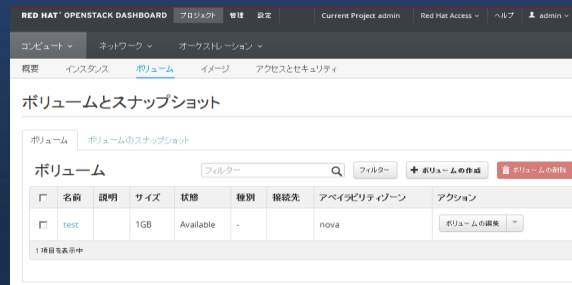 RED HAT® OPENSTACK DASHBOARD プロジェクト 管理 設定 Current Project admin Red Hat Access ヘルプ admin
コンピュート ネットワーク オーケストレーション
概要 インスタンス ボリューム イメージ アクセスとセキュリティ
ボリュームとスナップショット
ボリューム ボリュームのスナップショット
ボリューム フィルター フィルター + ボリュームの作成 ボリュームの削除
名前 説明 サイズ 状態 種別 接続先 アベイラビリティゾーン アクション
test 1GB Available - nova ボリュームの編集
1 項目を表示中